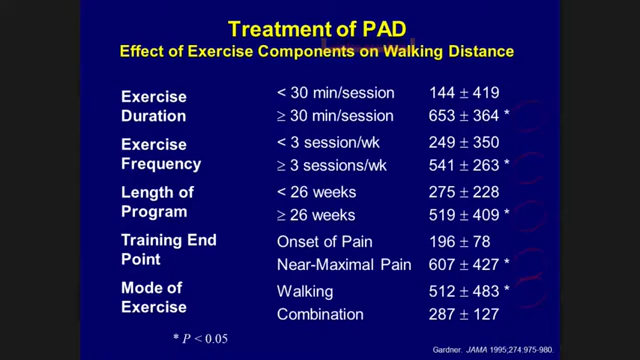 Treatment of PAD
Effect of Exercise Components on Walking Distance
Exercise Duration
< 30 min/session 144 ± 419
≥ 30 min/session 653 ± 364 *
Exercise Frequency
< 3 session/wk 249 ± 350
≥ 3 sessions/wk 541 ± 263 *
Length of Program
< 26 weeks 275 ± 228
≥ 26 weeks 519 ± 409 *
Training End Point
Onset of Pain 196 ± 78
Near-Maximal Pain 607 ± 427 *
Mode of Exercise
Walking 512 ± 483 *
Combination 287 ± 127
* P < 0.05
Gardner. JAMA 1995;274:975-980.